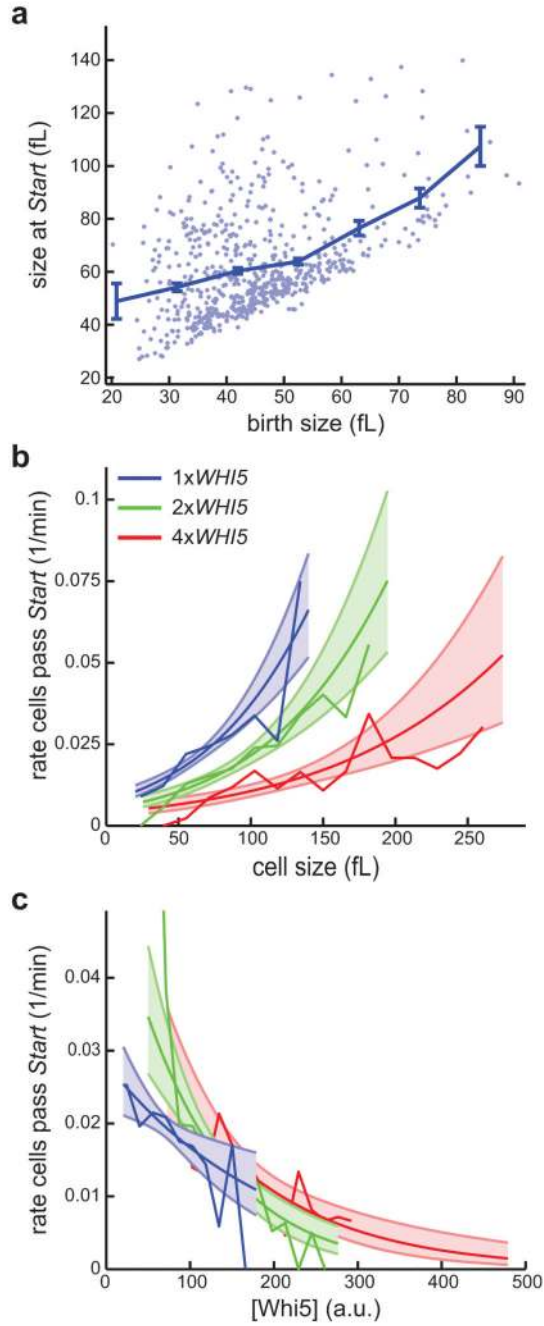 a
140
120
100
80
60
40
20
size at Start (fL)
20 30 40 50 60 70 80 90
birth size (fL)
b
1xWHI5
2xWHI5
4xWHI5
0.1
0.075
0.05
0.025
0
rate cells pass Start (1/min)
0 50 100 150 200 250
cell size (fL)
c
0.04
0.03
0.02
0.01
0
rate cells pass Start (1/min)
0 100 200 300 400 500
[Whi5] (a.u.)